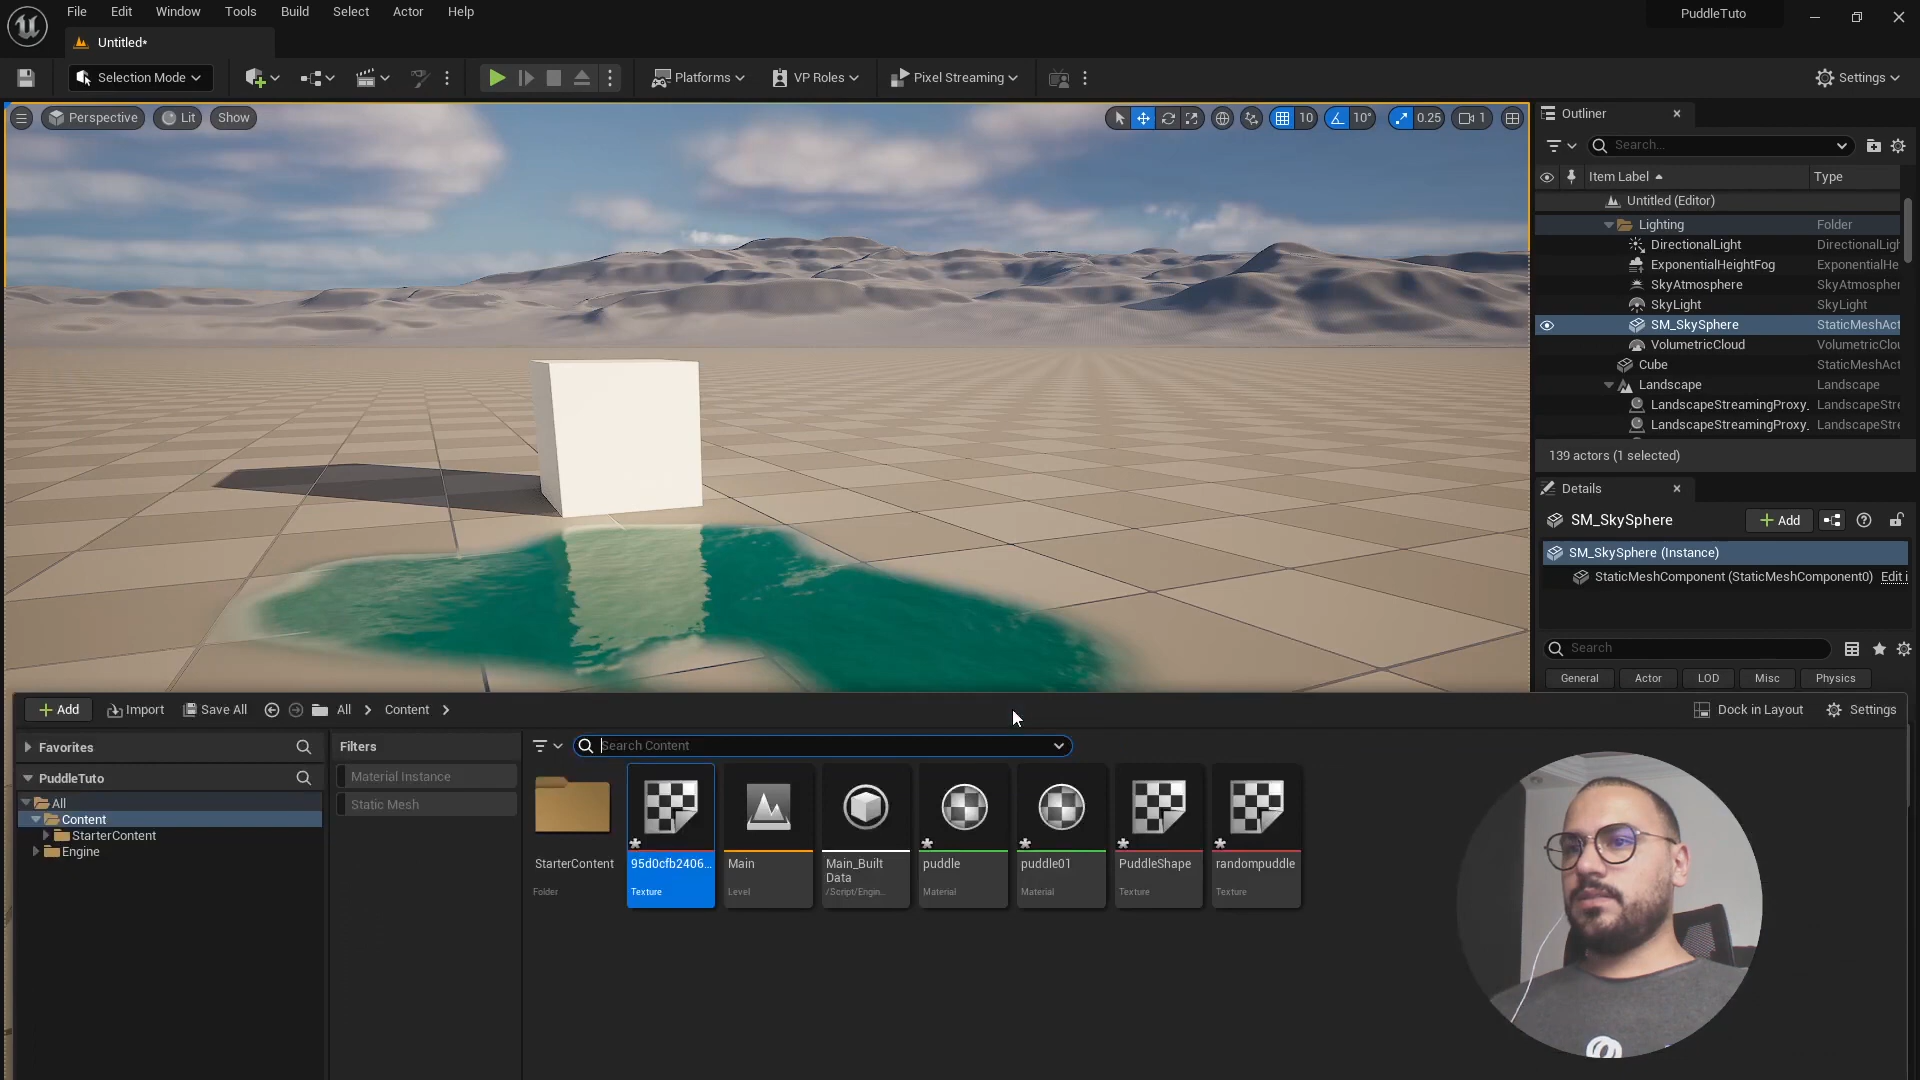 File Edit Window Tools Build Select Actor Help
PuddleTuto
Untitled*
Selection Mode
Platforms
VP Roles
Pixel Streaming
Settings
Perspective
Lit
Show
10
10°
0.25
1
Outliner
Search...
Item Label
Type
Untitled (Editor)
Lighting Folder
DirectionalLight DirectionalLigh
ExponentialHeightFog ExponentialHe
SkyAtmosphere SkyAtmospher
SkyLight SkyLight
SM_SkySphere StaticMeshAct
VolumetricCloud VolumetricClou
Cube StaticMeshAct
Landscape Landscape
LandscapeStreamingProxy. LandscapeStre
LandscapeStreamingProxy. LandscapeStre
139 actors (1 selected)
Details
SM_SkySphere
Add
SM_SkySphere (Instance)
StaticMeshComponent (StaticMeshComponent0) Edit i
Search
General Actor LOD Misc Physics
Add
Import
Save All
All
Content
Dock in Layout
Settings
Favorites
PuddleTuto
All
Content
StarterContent
Engine
Filters
Material Instance
Static Mesh
Search Content
StarterContent
Folder
95d0cfb2406...
Texture
Main
Level
Main_Built
Data
/Script/Engin...
puddle
Material
puddle01
Material
PuddleShape
Texture
randompuddle
Texture